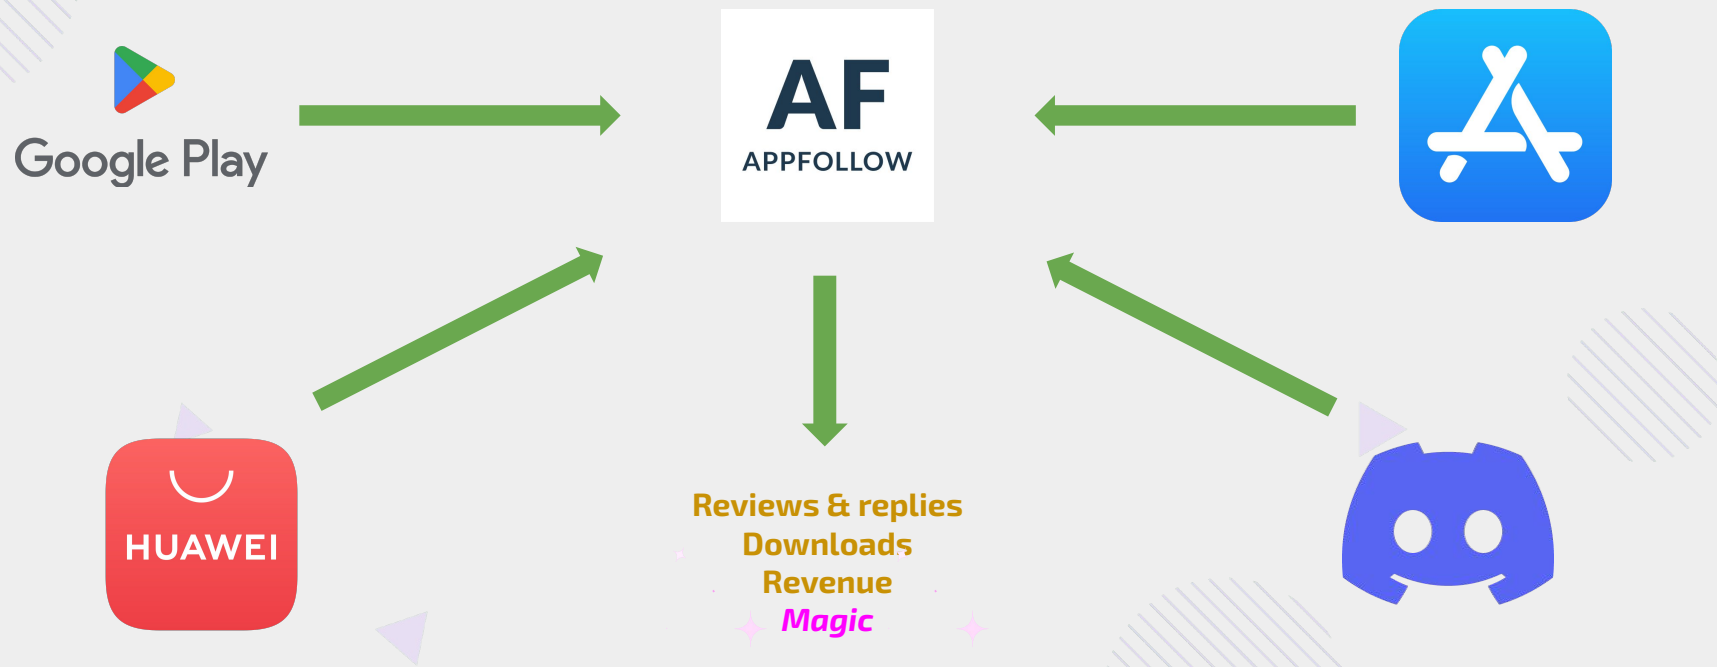 Google Play
AF
APPFOLLOW
HUAWEI
Reviews & replies
Downloads
Revenue
Magic